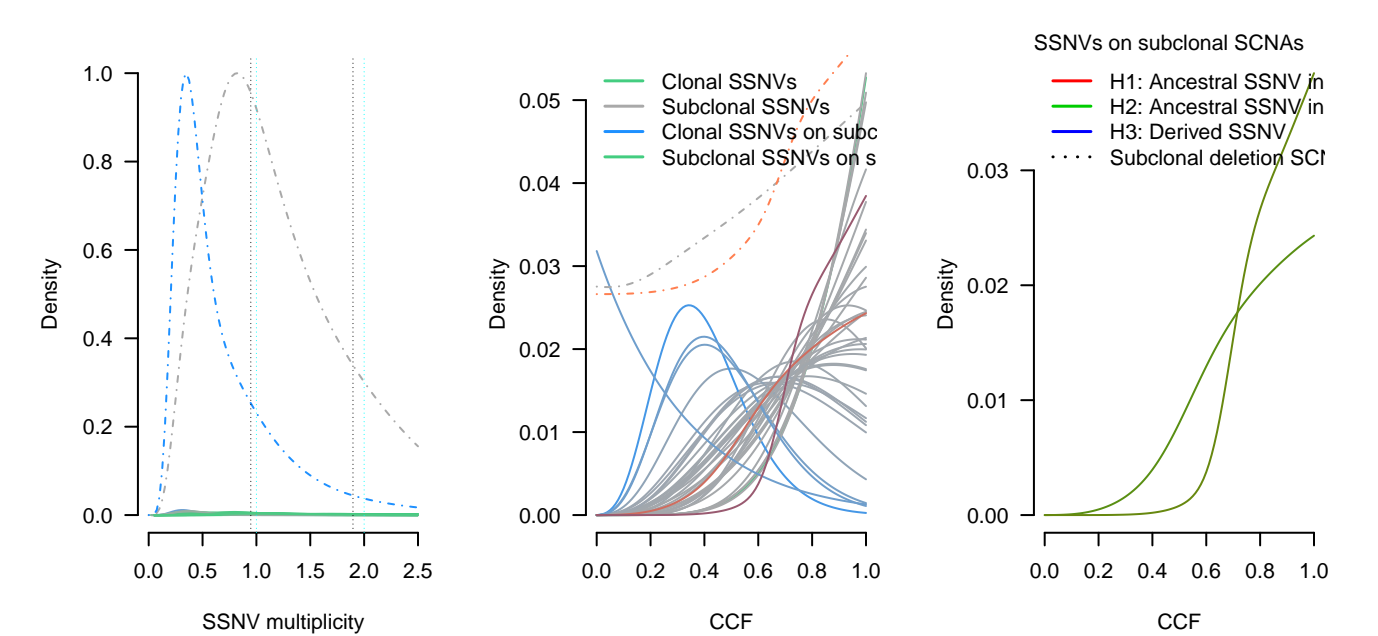 Density
1.0
0.8
0.6
0.4
0.2
0.0
0.0 0.5 1.0 1.5 2.0 2.5
SSNV multiplicity
Density
0.05
0.04
0.03
0.02
0.01
0.00
Clonal SSNVs
Subclonal SSNVs
Clonal SSNVs on subc
Subclonal SSNVs on s
0.0 0.2 0.4 0.6 0.8 1.0
CCF
SSNVs on subclonal SCNAs
H1: Ancestral SSNV in
H2: Ancestral SSNV in
H3: Derived SSNV
Subclonal deletion SCN
Density
0.03
0.02
0.01
0.00
0.0 0.2 0.4 0.6 0.8 1.0
CCF